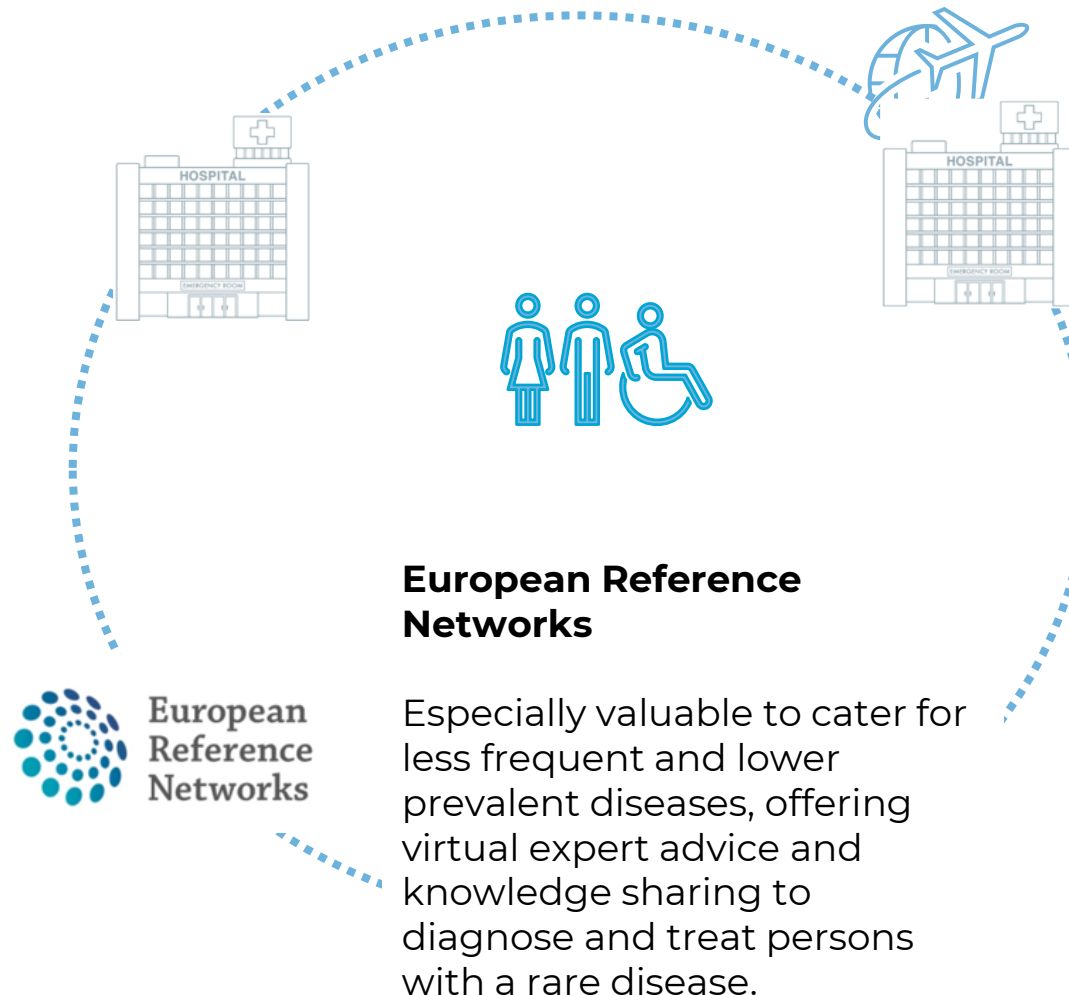 HOSPITAL
EMERGENCY ROOM
HOSPITAL
EMERGENCY ROOM
European Reference
Networks
European
Reference
Networks
Especially valuable to cater for
less frequent and lower
prevalent diseases, offering
virtual expert advice and
knowledge sharing to
diagnose and treat persons
with a rare disease.